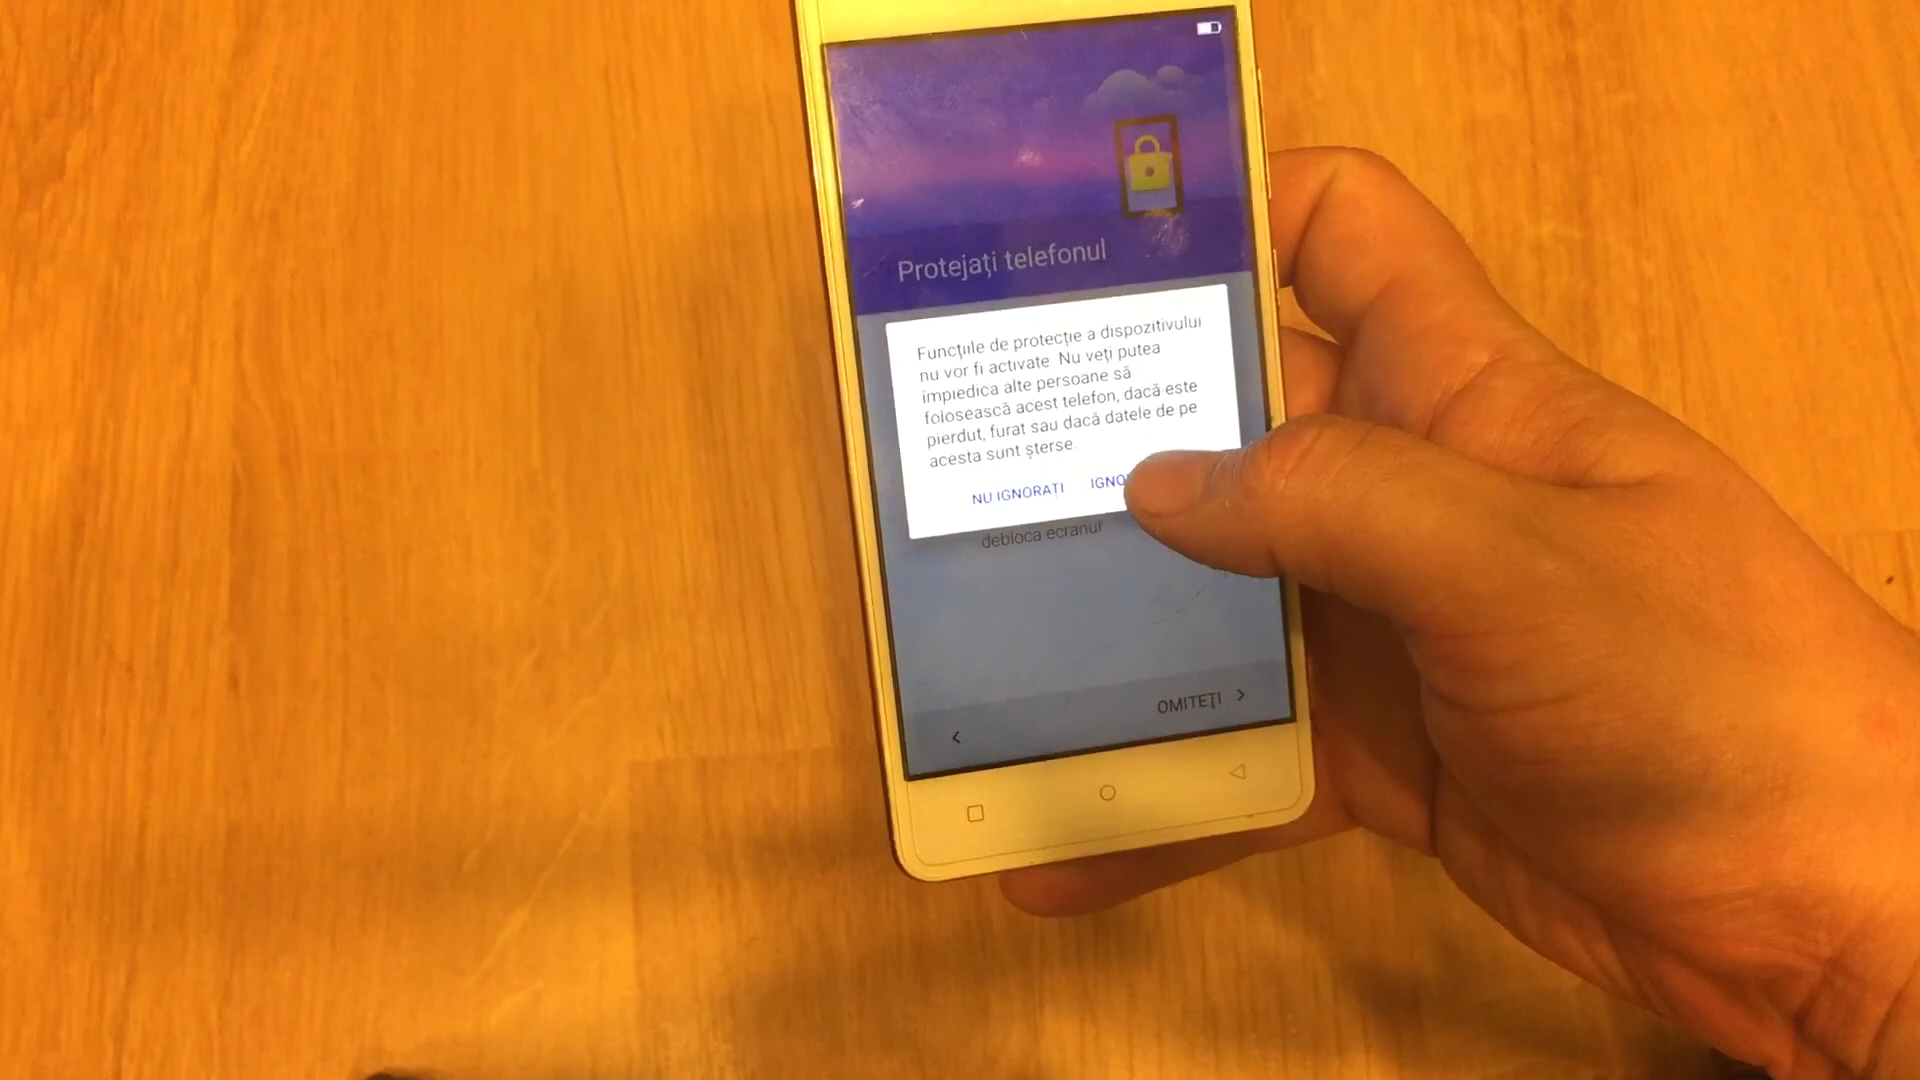 Protejați telefonul
Funcțiile de protecție a dispozitivului
nu vor fi activate. Nu veți putea
împiedica alte persoane să
folosească acest telefon, dacă este
pierdut, furat sau dacă datele de pe
acesta sunt șterse.
NU IGNORAȚI
debloca ecranul
OMITEȚI